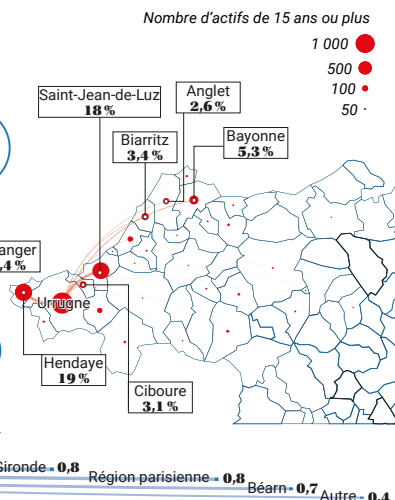 Nombre d'actifs de 15 ans ou plus
1 000
500
100
50
Anglet
2,6 %
Saint-Jean-de-Luz
18 %
Biarritz
3,4 %
Bayonne
5,3 %
anger
,4 %
Urrugne
Hendaye
19 %
Ciboure
3,1 %
Gironde 0,8
Région parisienne 0,8
Béarn 0,7
Autre 0,4